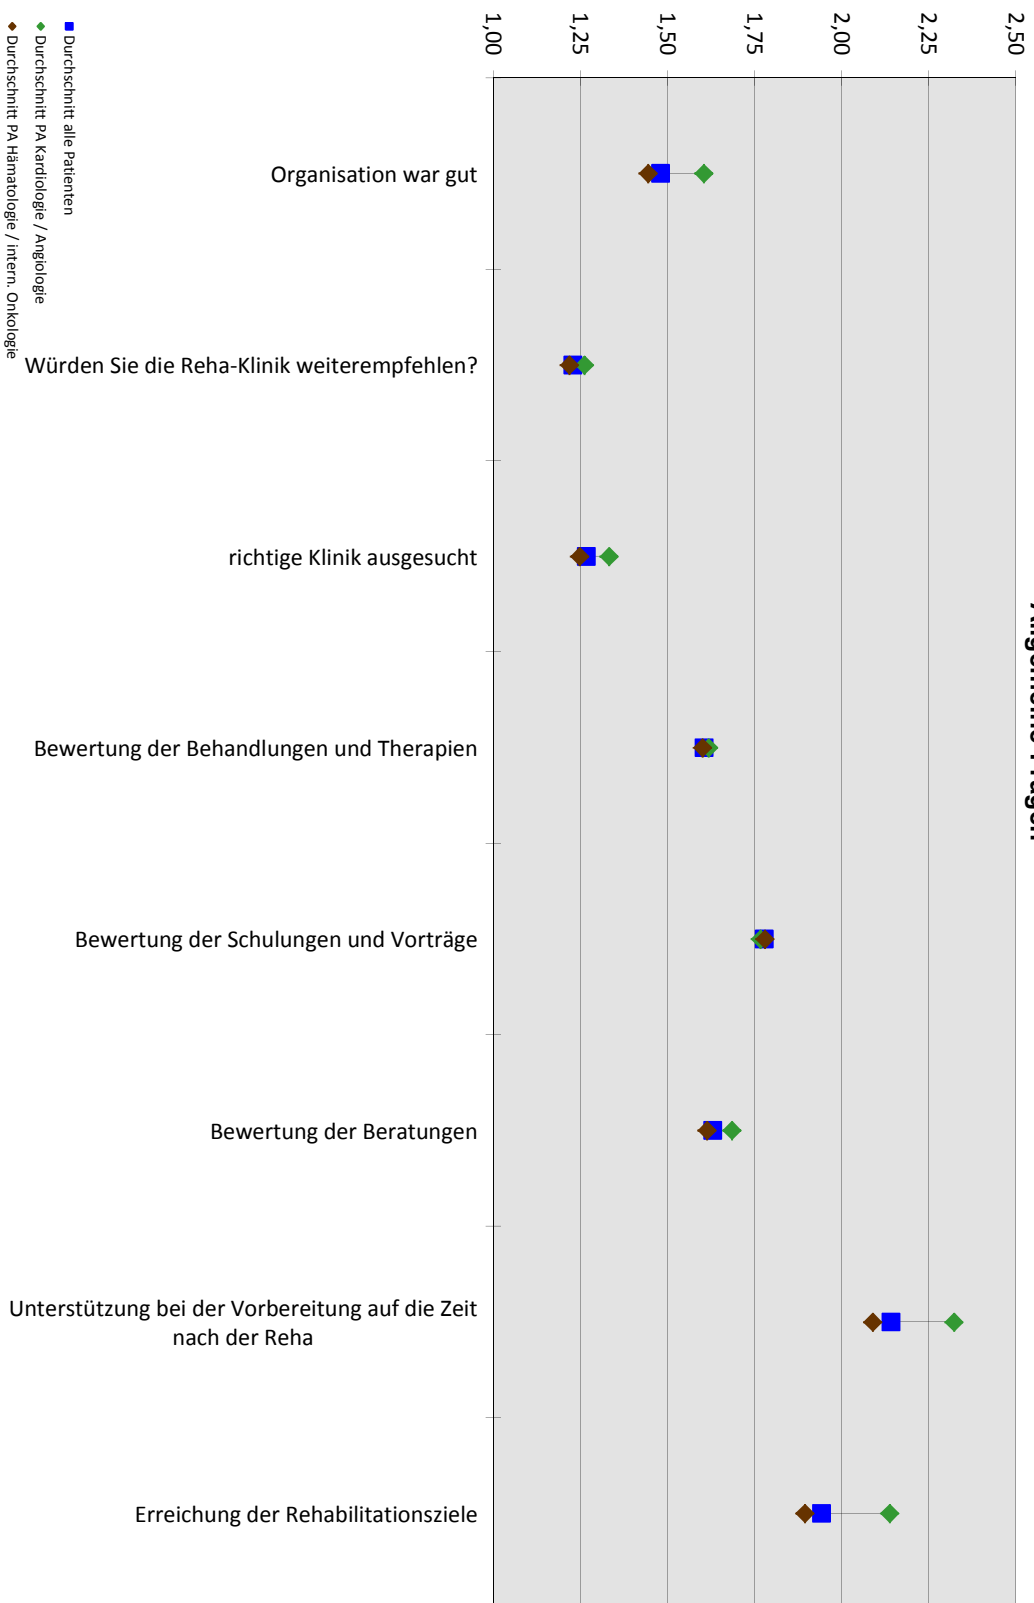 Allgemeine Fragen
1,00
1,25
1,50
1,75
2,00
2,25
2,50
Organisation war gut
Würden Sie die Reha-Klinik weiterempfehlen?
richtige Klinik ausgesucht
Bewertung der Behandlungen und Therapien
Bewertung der Schulungen und Vorträge
Bewertung der Beratungen
Unterstützung bei der Vorbereitung auf die Zeit
nach der Reha
Erreichung der Rehabilitationsziele
Durchschnitt alle Patienten
Durchschnitt PA Kardiologie / Angiologie
Durchschnitt PA Hämatologie / intern. Onkologie